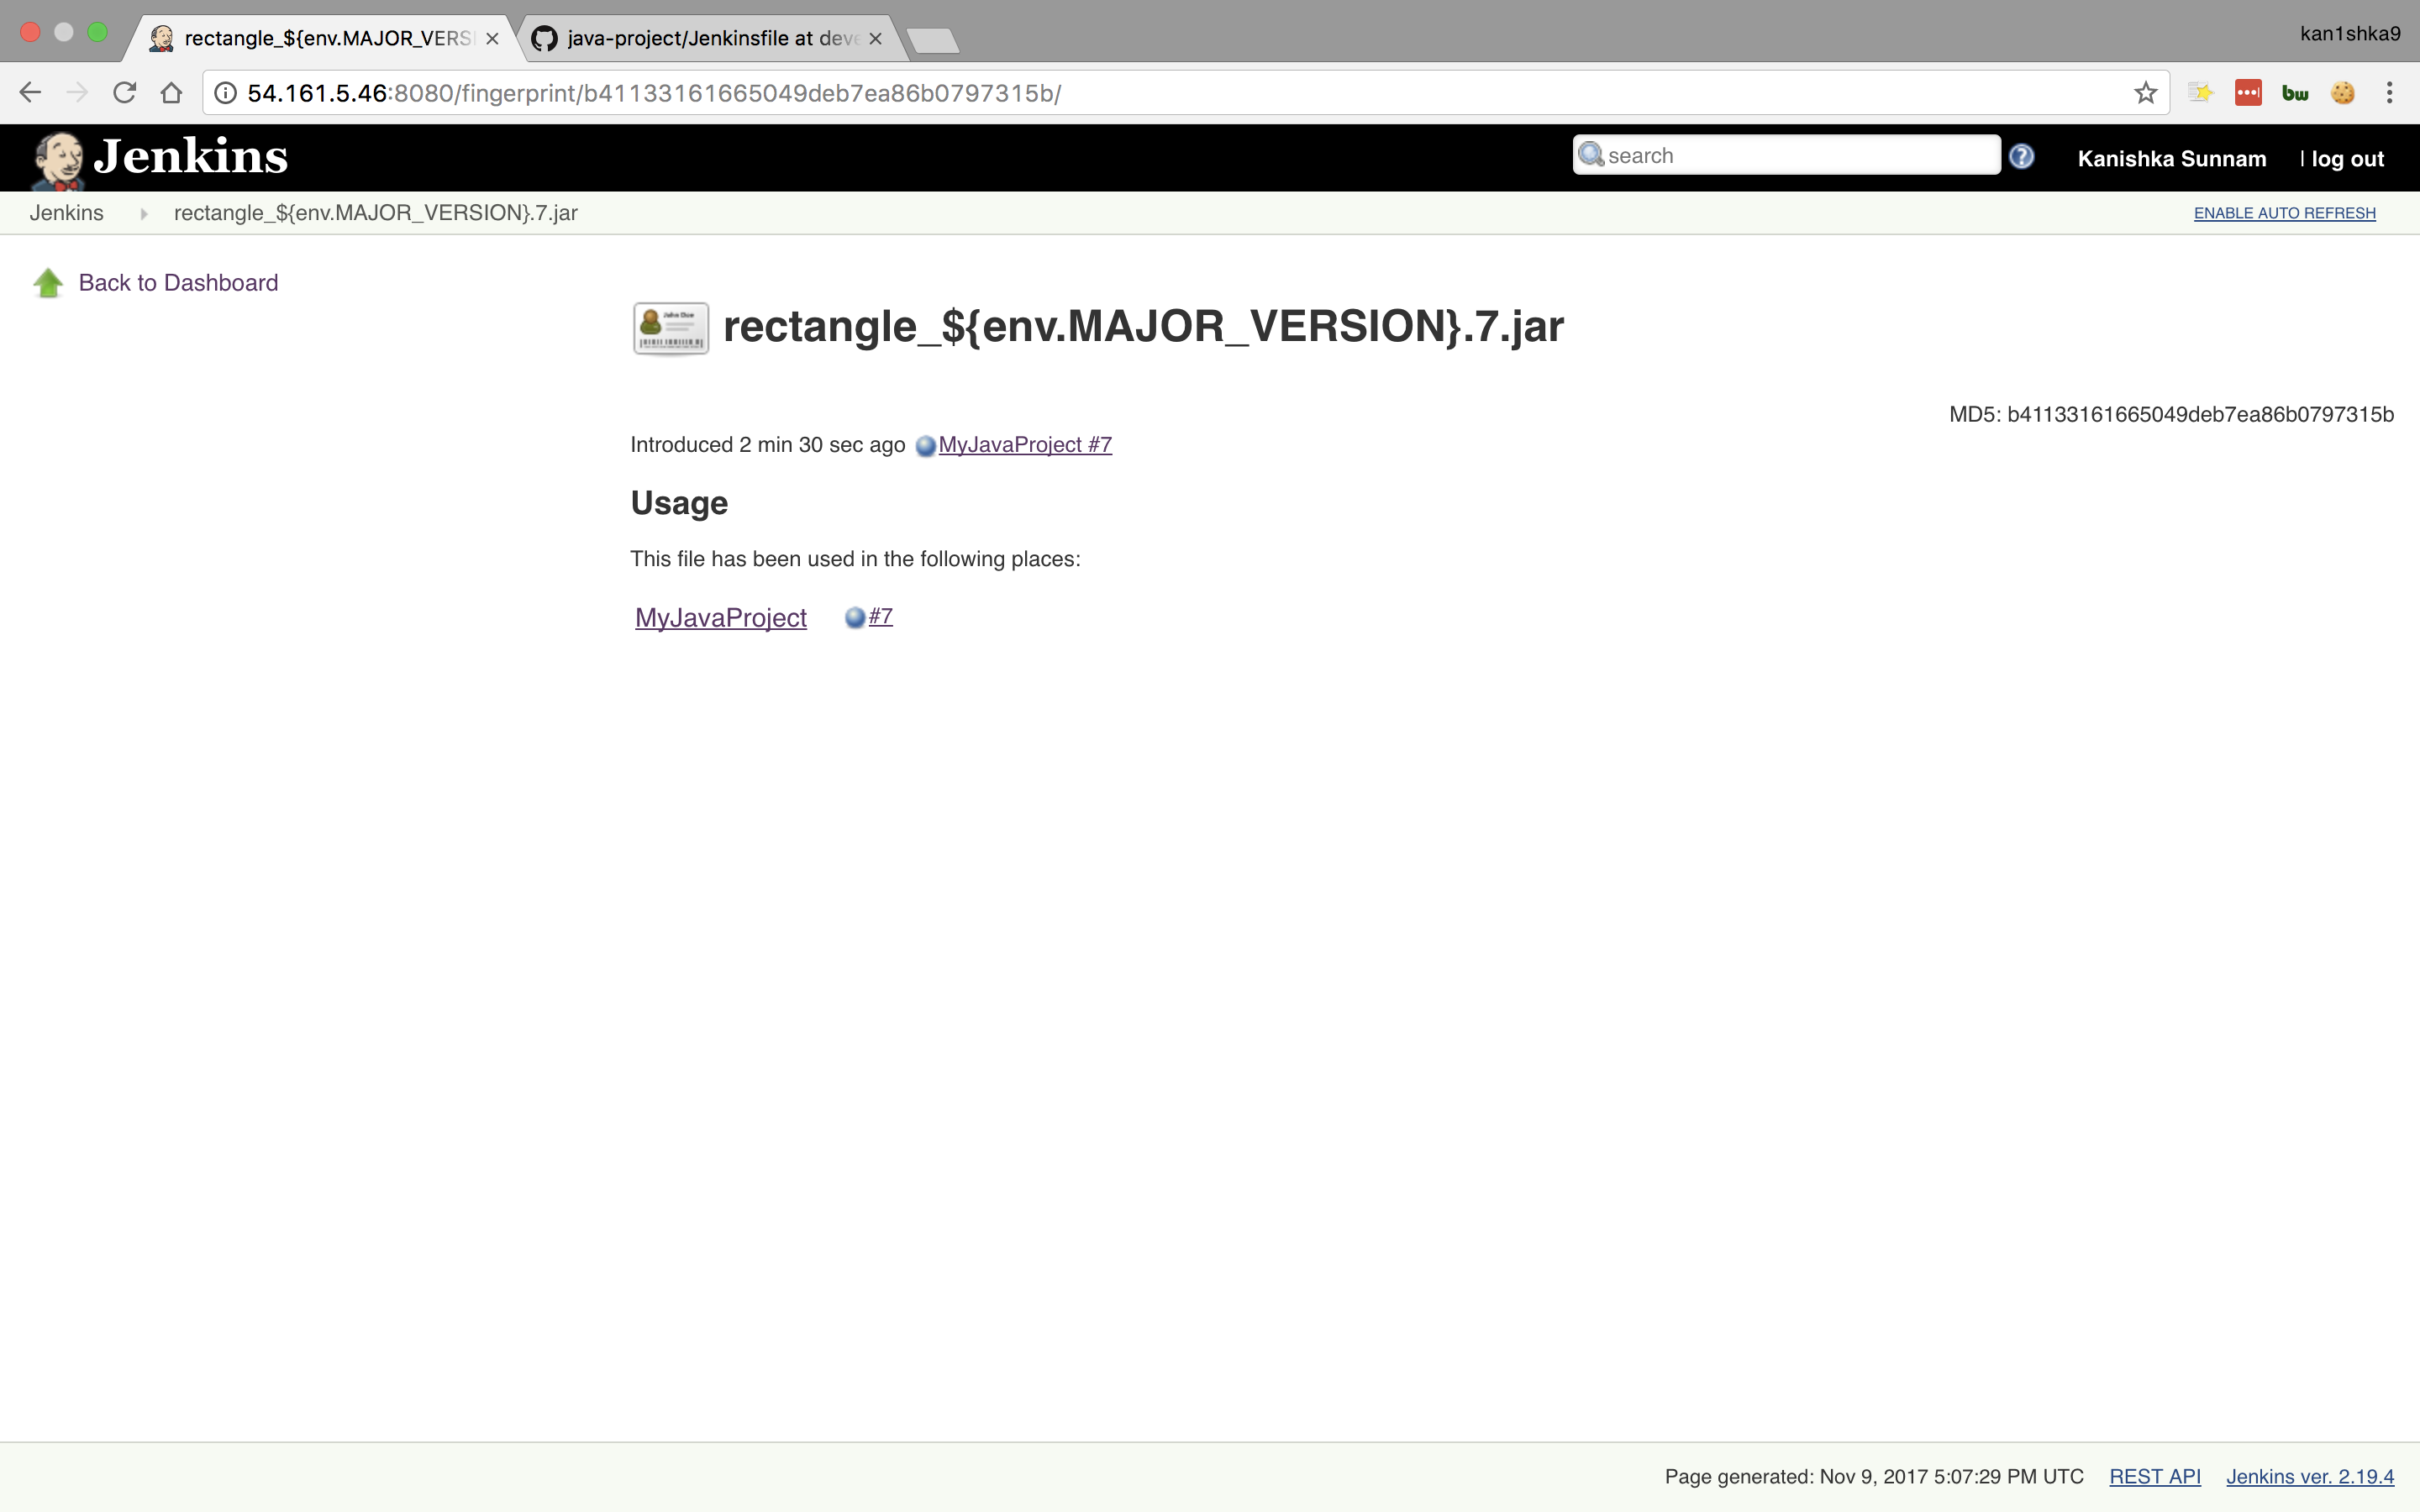 rectangle_${env.MAJOR_VERS
java-project/Jenkinsfile at deve
kan1shka9
54.161.5.46:8080/fingerprint/b41133161665049deb7ea86b0797315b/
bw
Jenkins
search
Kanishka Sunnam | log out
Jenkins rectangle_${env.MAJOR_VERSION}.7.jar
ENABLE AUTO REFRESH
Back to Dashboard
John Doe
rectangle_${env.MAJOR_VERSION}.7.jar
MD5: b41133161665049deb7ea86b0797315b
Introduced 2 min 30 sec ago MyJavaProject #7
Usage
This file has been used in the following places:
MyJavaProject #7
Page generated: Nov 9, 2017 5:07:29 PM UTC REST API Jenkins ver. 2.19.4